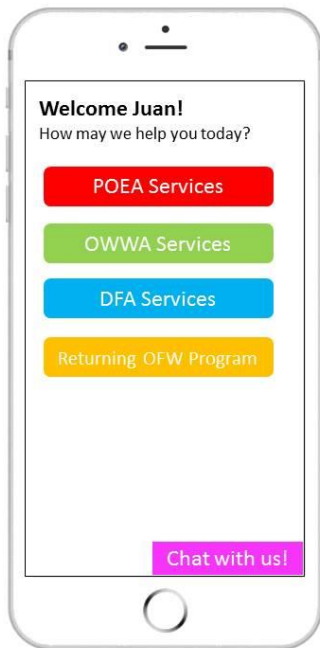 Welcome Juan!
How may we help you today?
POEA Services
OWWA Services
DFA Services
Returning OFW Program
Chat with us!